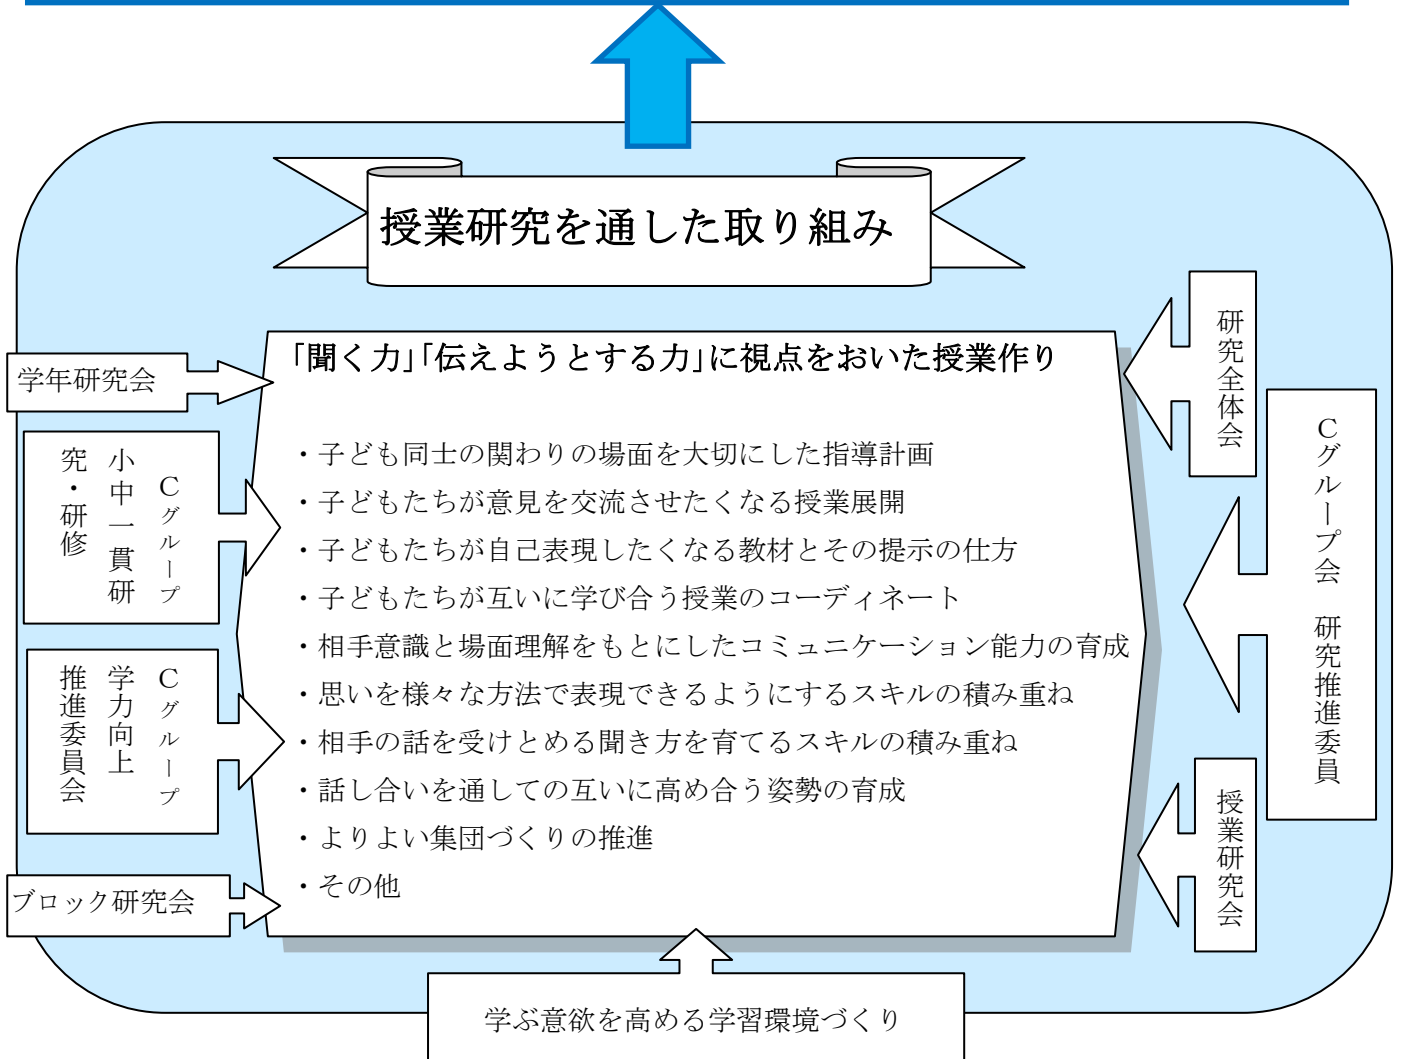 授業研究を通した取り組み
「聞く力」「伝えようとする力」に視点をおいた授業作り
・子ども同士の関わりの場面を大切にした指導計画
・子どもたちが意見を交流させたくなる授業展開
・子どもたちが自己表現したくなる教材とその提示の仕方
・子どもたちが互いに学び合う授業のコーディネート
・相手意識と場面理解をもとにしたコミュニケーション能力の育成
・思いを様々な方法で表現できるようにするスキルの積み重ね
・相手の話を受けとめる聞き方を育てるスキルの積み重ね
・話し合いを通しての互いに高め合う姿勢の育成
・よりよい集団づくりの推進
・その他
学年研究会
Cグループ
小中一貫研
究・研修
Cグループ
学力向上
推進委員会
ブロック研究会
研究全体会
Cグループ会 研究推進委員
授業研究会
学ぶ意欲を高める学習環境づくり